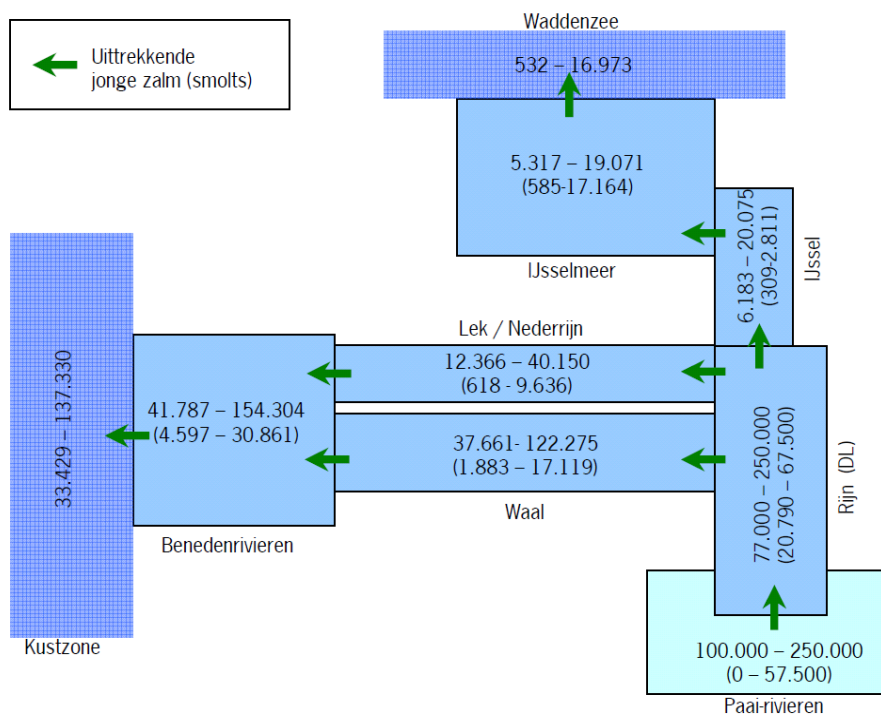 Waddenzee
Uittrekkende
jonge zalm (smolts)
532 – 16.973
5.317 – 19.071
(585-17.164)
IJsselmeer
6.183 – 20.075
(309-2.811)
IJssel
Lek / Nederrijn
12.366 – 40.150
(618 - 9.636)
41.787 – 154.304
(4.597 – 30.861)
Benedenrivieren
37.661- 122.275
(1.883 – 17.119)
Waal
33.429 – 137.330
Kustzone
77.000 – 250.000
(20.790 – 67.500)
Rijn (DL)
100.000 – 250.000
(0 – 57.500)
Paai-rivieren